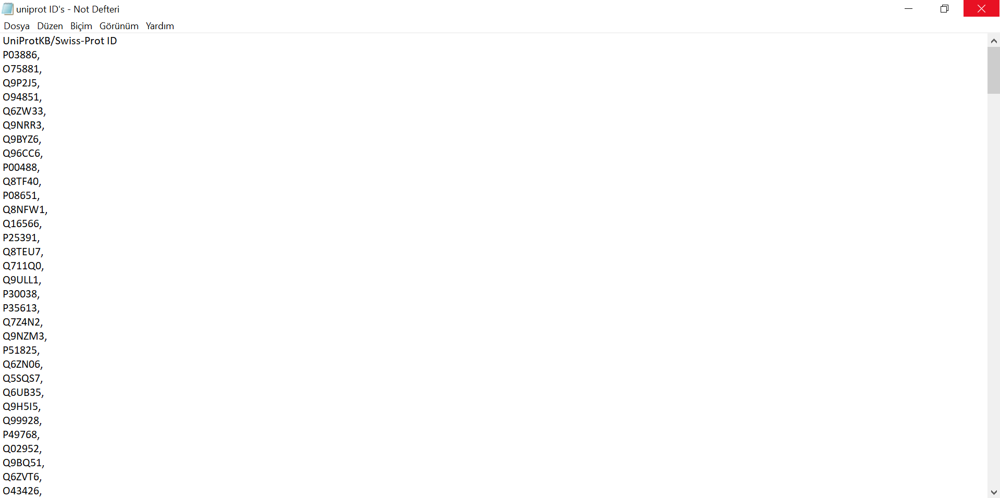 uniprot ID's - Not Defteri
Dosya Düzen Biçim Görünüm Yardım
UniProtKB/Swiss-Prot ID
P03886,
O75881,
Q9P2J5,
O94851,
Q6ZW33,
Q9NRR3,
Q9BYZ6,
Q96CC6,
P00488,
Q8TF40,
P08651,
Q8NFW1,
Q16566,
P25391,
Q8TEU7,
Q711Q0,
Q9ULL1,
P30038,
P35613,
Q7Z4N2,
Q9NZM3,
P51825,
Q6ZN06,
Q5SQS7,
Q6UB35,
Q9H5I5,
Q99928,
P49768,
Q02952,
Q9BQ51,
Q6ZVT6,
O43426,